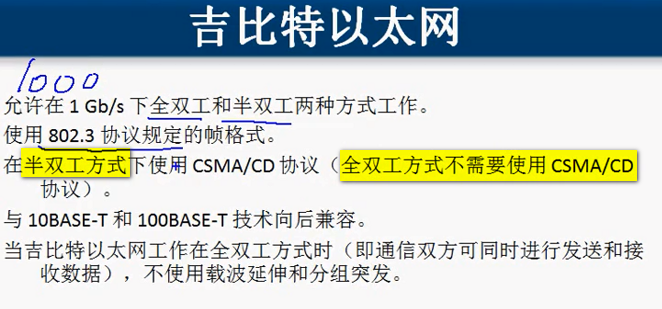 吉比特以太网
1000
允许在 1 Gb/s 下全双工和半双工两种方式工作。
使用 802.3 协议规定的帧格式。
在半双工方式下使用 CSMA/CD 协议（全双工方式不需要使用 CSMA/CD
协议）。
与 10BASE-T 和 100BASE-T 技术向后兼容。
当吉比特以太网工作在全双工方式时（即通信双方可同时进行发送和接
收数据），不使用载波延伸和分组突发。